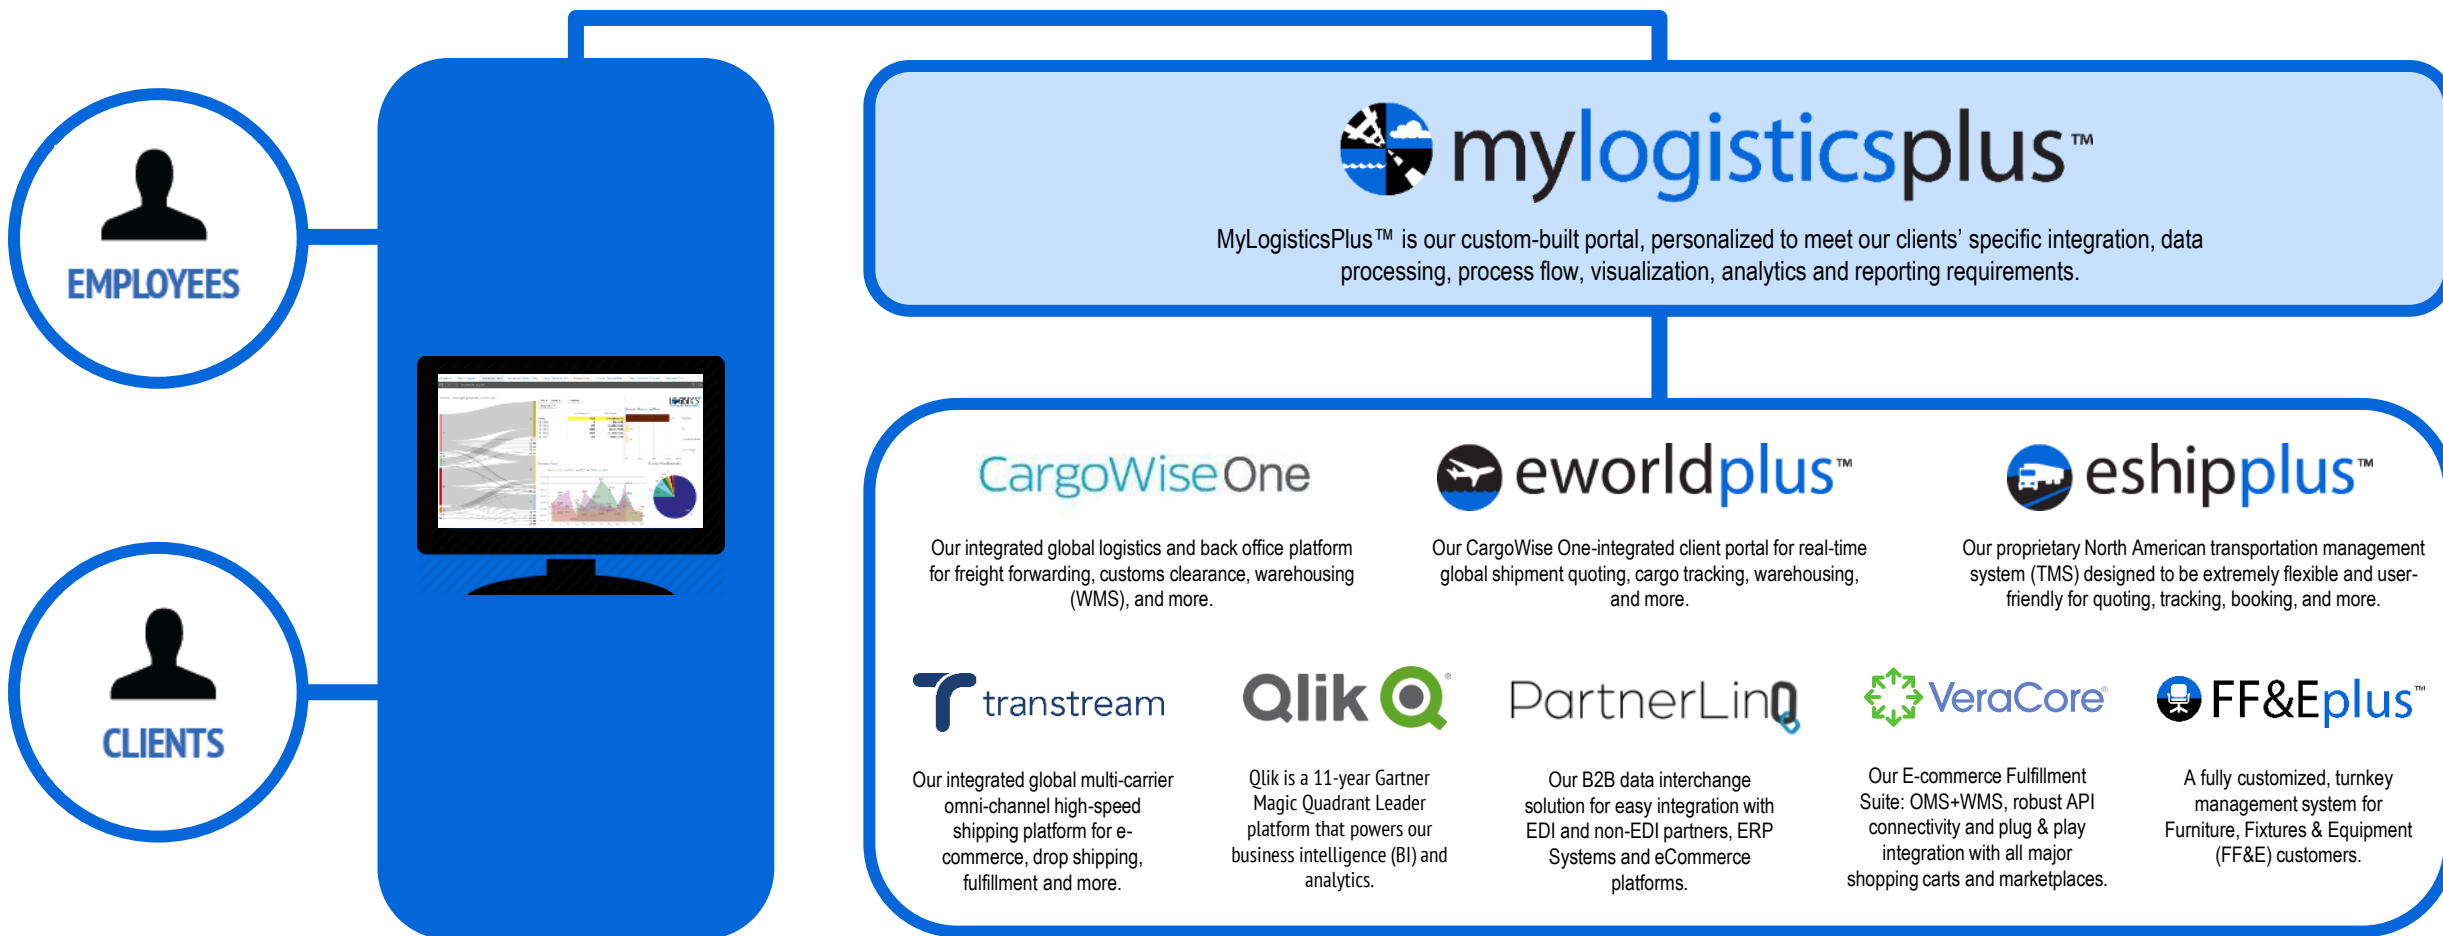 EMPLOYEES
CLIENTS
mylogisticsplus™
MyLogisticsPlus™ is our custom-built portal, personalized to meet our clients’ specific integration, data
processing, process flow, visualization, analytics and reporting requirements.
CargoWiseOne
eworldplus™
eshipplus™
Our integrated global logistics and back office platform
for freight forwarding, customs clearance, warehousing
(WMS), and more.
Our CargoWise One-integrated client portal for real-time
global shipment quoting, cargo tracking, warehousing,
and more.
Our proprietary North American transportation management
system (TMS) designed to be extremely flexible and user-
friendly for quoting, tracking, booking, and more.
transtream
Qlik®
PartnerLinQ
VeraCore®
FF&Eplus™
Our integrated global multi-carrier
omni-channel high-speed
shipping platform for e-
commerce, drop shipping,
fulfillment and more.
Qlik is a 11-year Gartner
Magic Quadrant Leader
platform that powers our
business intelligence (BI) and
analytics.
Our B2B data interchange
solution for easy integration with
EDI and non-EDI partners, ERP
Systems and eCommerce
platforms.
Our E-commerce Fulfillment
Suite: OMS+WMS, robust API
connectivity and plug & play
integration with all major
shopping carts and marketplaces.
A fully customized, turnkey
management system for
Furniture, Fixtures & Equipment
(FF&E) customers.